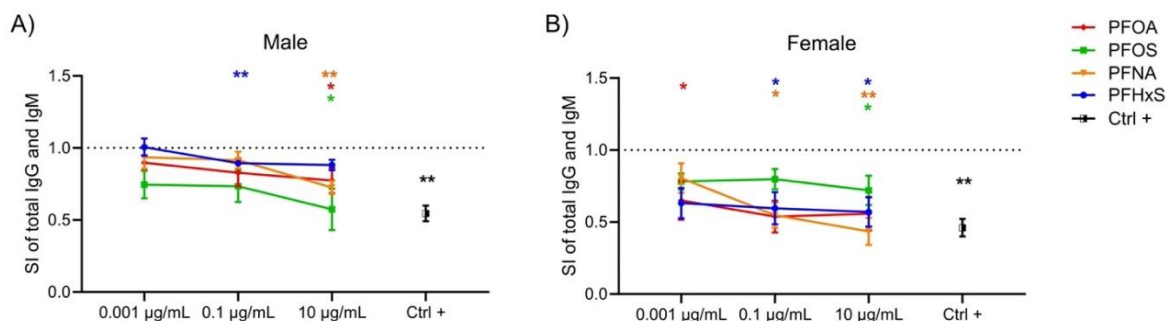 A)
Male
SI of total IgG and IgM
1.5
1.0
0.5
0.0
**
**
*
*
**
0.001 µg/mL 0.1 µg/mL 10 µg/mL Ctrl +
B)
Female
SI of total IgG and IgM
1.5
1.0
0.5
0.0
*
*
*
*
**
*
**
0.001 µg/mL 0.1 µg/mL 10 µg/mL Ctrl +
PFOA
PFOS
PFNA
PFHxS
Ctrl +